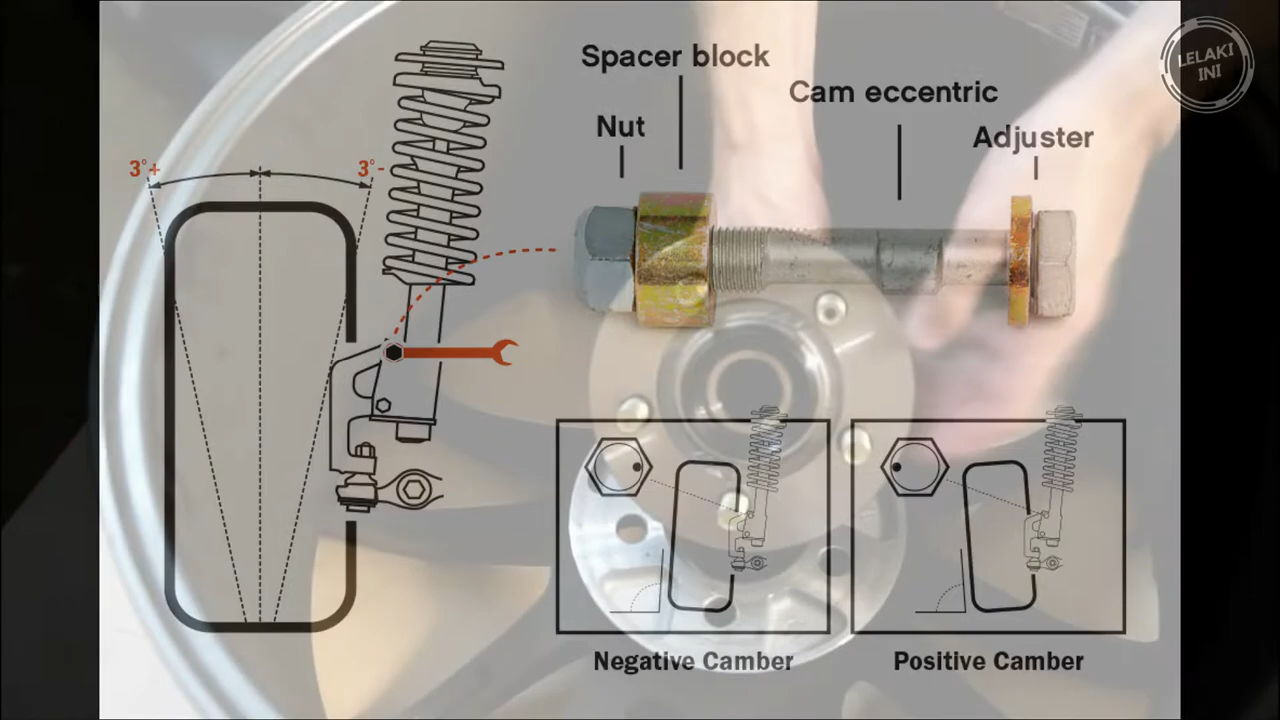 Spacer block
Cam eccentric
Nut
Adjuster
3°+
3°-
Negative Camber
Positive Camber
LELAKI
INI